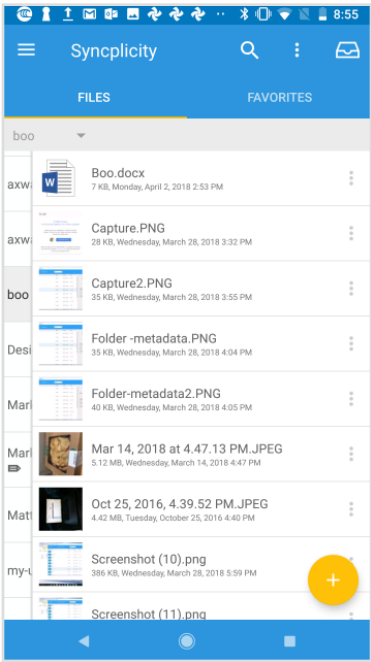 8:55
Syncplicity
FILES
FAVORITES
boo
axw
Boo.docx
7 KB, Monday, April 2, 2018 2:53 PM
axw
Capture.PNG
28 KB, Wednesday, March 28, 2018 3:32 PM
boo
Capture2.PNG
35 KB, Wednesday, March 28, 2018 3:55 PM
Desi
Folder -metadata.PNG
35 KB, Wednesday, March 28, 2018 4:04 PM
Mar
Folder-metadata2.PNG
40 KB, Wednesday, March 28, 2018 4:05 PM
Mar
Mar 14, 2018 at 4.47.13 PM.JPEG
5.12 MB, Wednesday, March 14, 2018 4:47 PM
Matt
Oct 25, 2016, 4.39.52 PM.JPEG
4.42 MB, Tuesday, October 25, 2016 4:40 PM
my-u
Screenshot (10).png
386 KB, Wednesday, March 28, 2018 5:59 PM
Screenshot (11).png